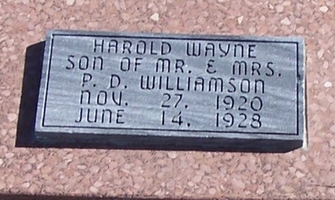 HAROLD WAYNE
SON OF MR. & MRS.
P. D. WILLIAMSON
NOV. 27, 1920
JUNE 14, 1928